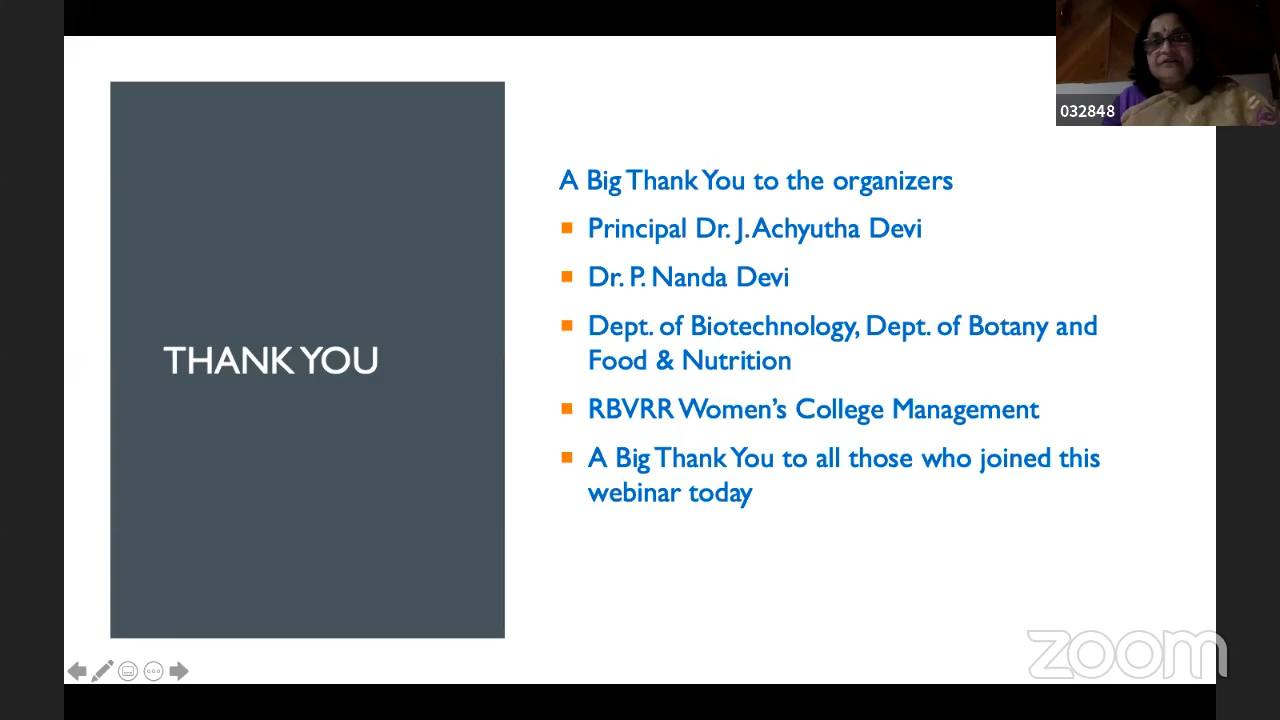 032848
A Big Thank You to the organizers
Principal Dr. J. Achyutha Devi
Dr. P. Nanda Devi
Dept. of Biotechnology, Dept. of Botany and
Food & Nutrition
THANK YOU
RBVRR Women's College Management
A Big Thank You to all those who joined this
webinar today
zoom